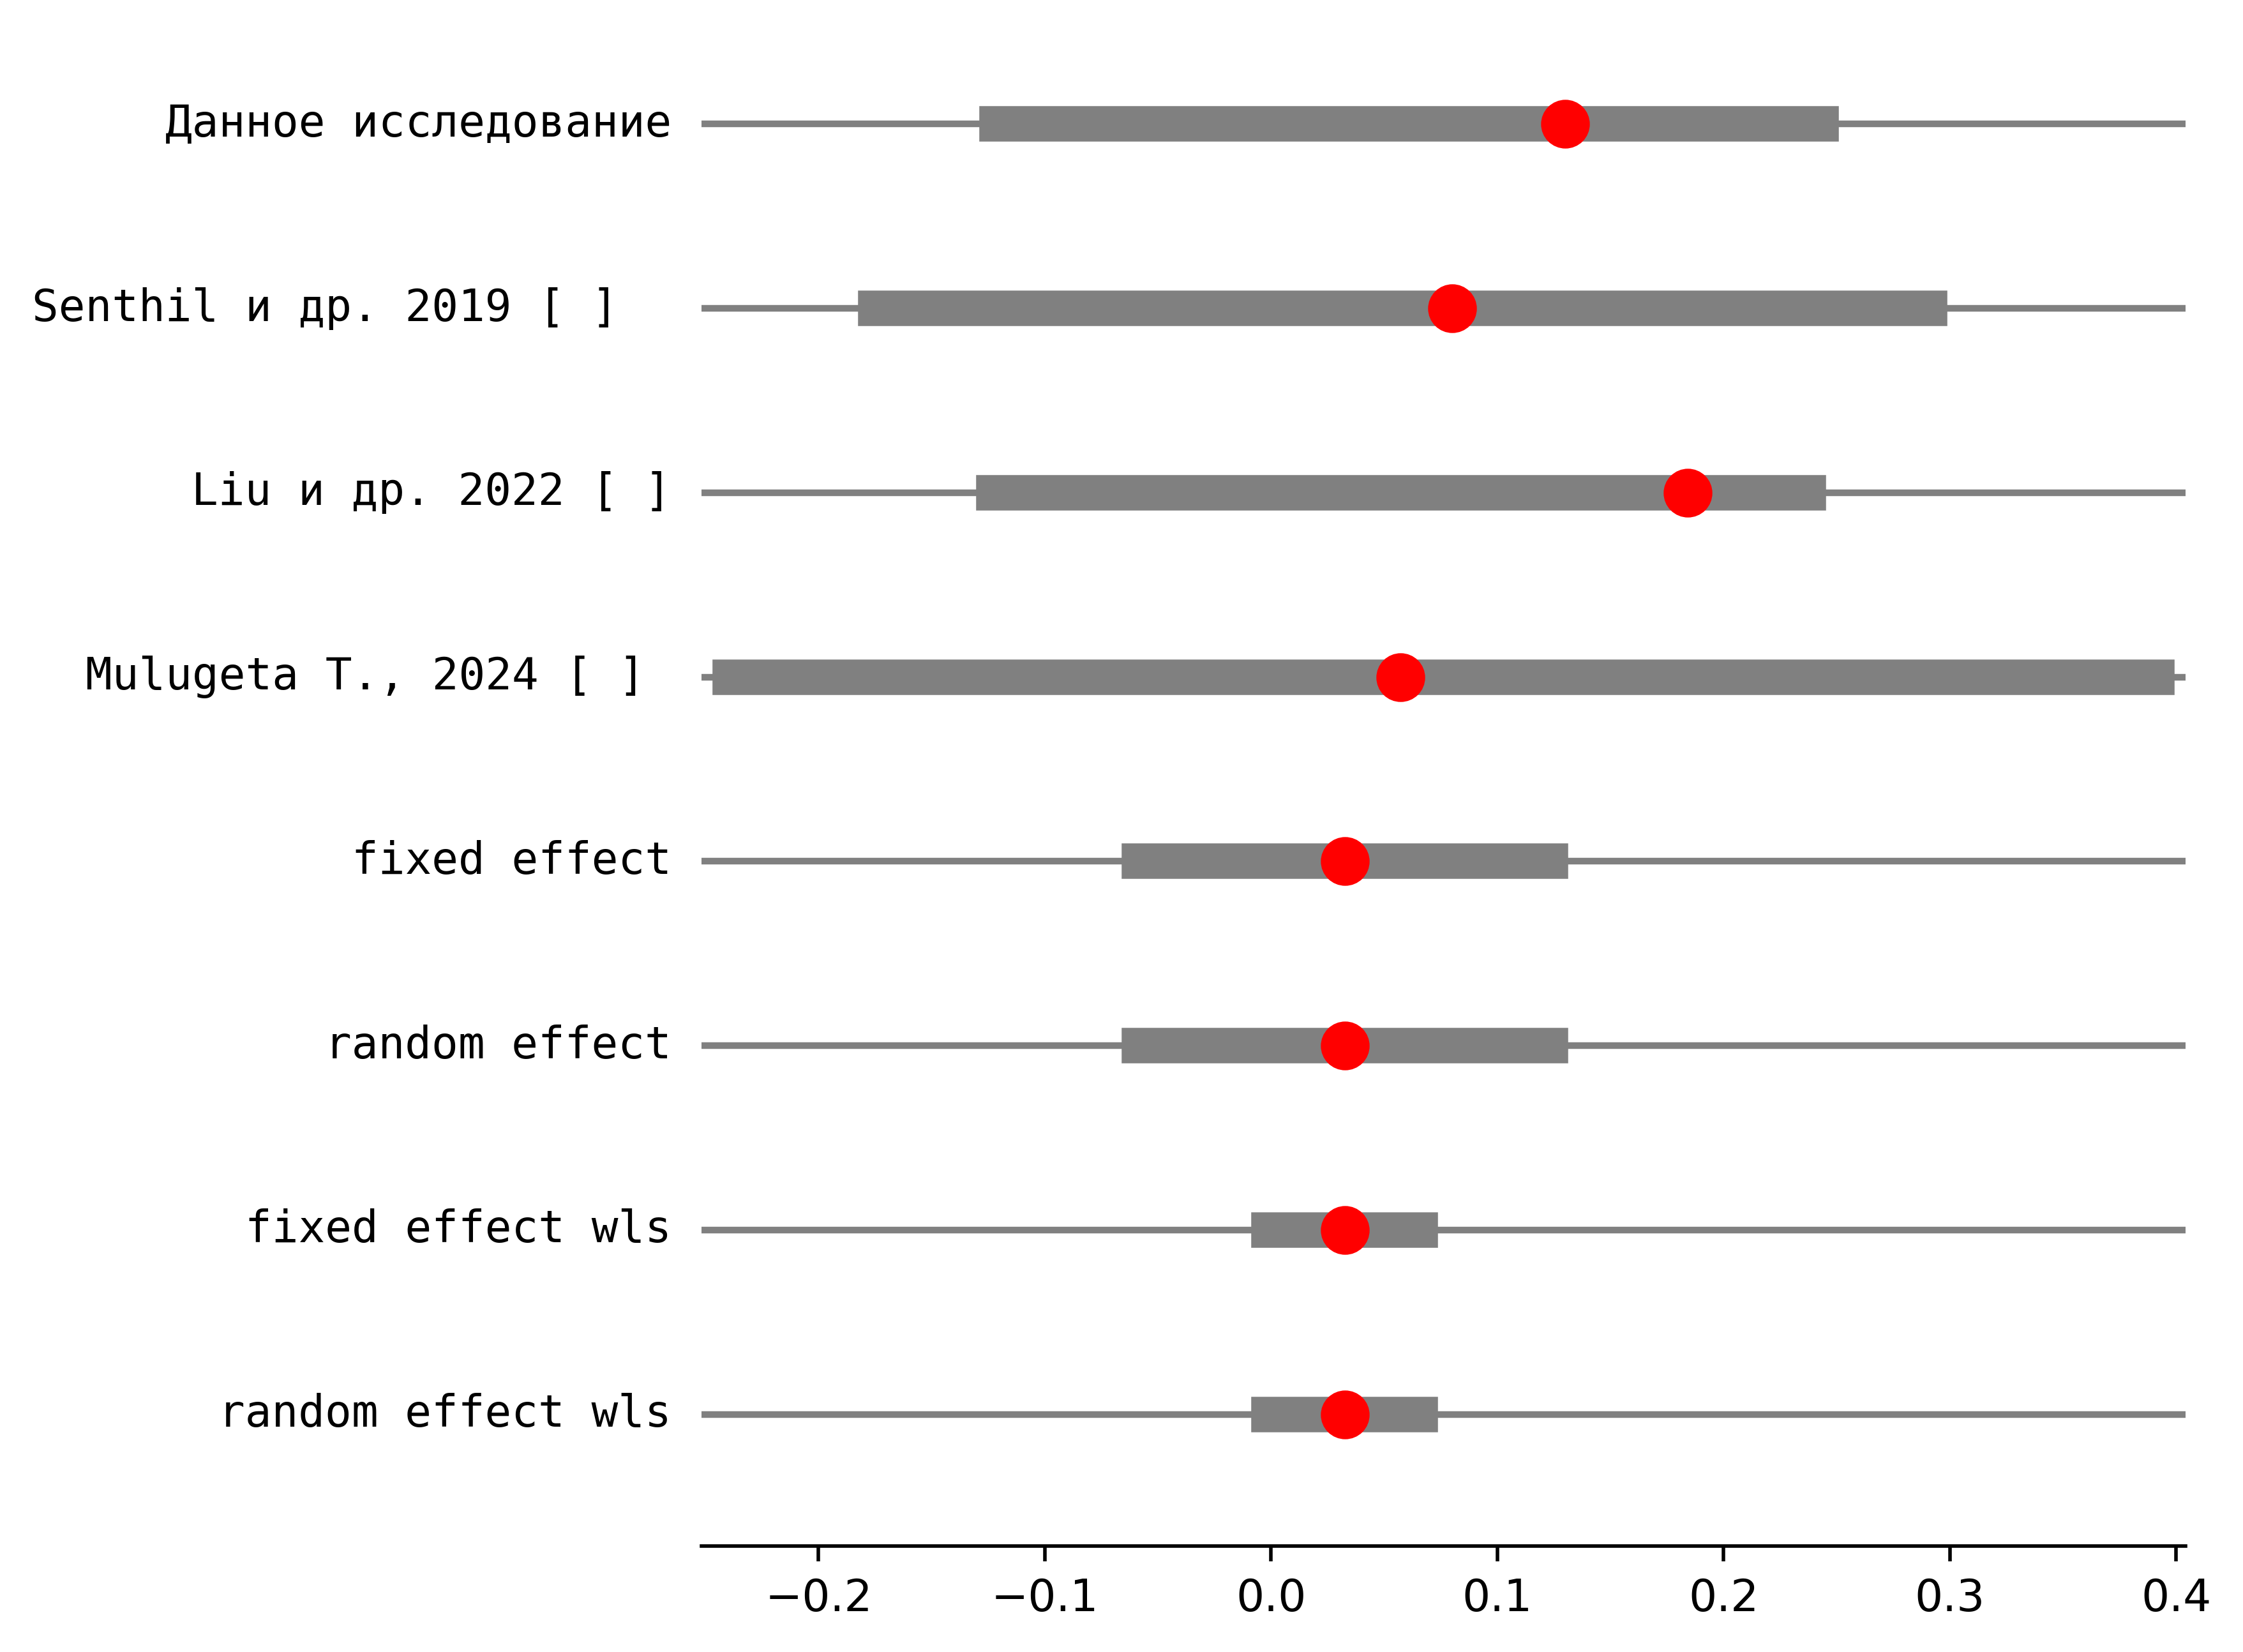 Данное исследование
Senthil и др. 2019 [ ]
Liu и др. 2022 [ ]
Mulugeta T., 2024 [ ]
fixed effect
random effect
fixed effect wls
random effect wls
−0.2 −0.1 0.0 0.1 0.2 0.3 0.4